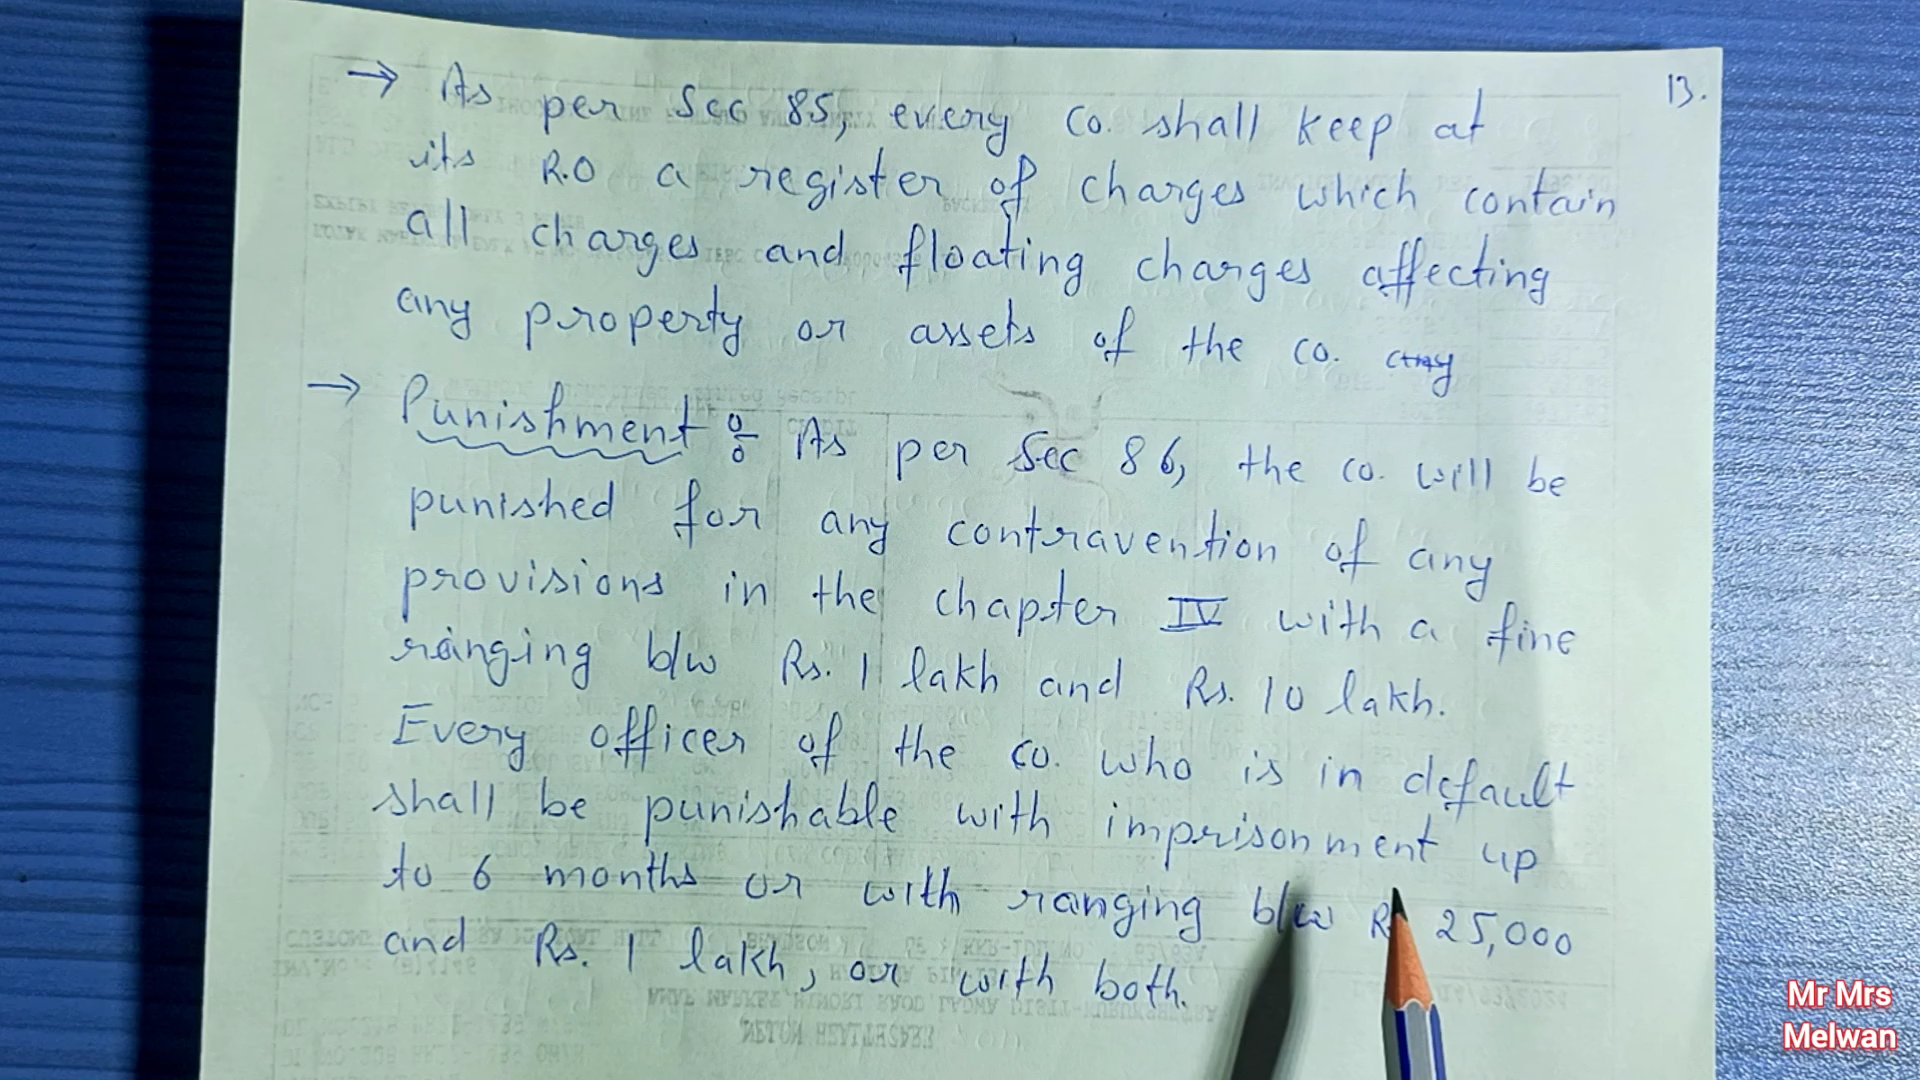 13.
→ As per Sec 85, every Co. shall keep at
its R.O a register of charges which contain
all charges and floating charges affecting
any property or assets of the co.
→ Punishment : As per Sec 86, the co. will be
punished for any contravention of any
provisions in the chapter IV with a fine
ranging b/w Rs. 1 lakh and Rs. 10 lakh.
Every officer of the co. who is in default
shall be punishable with imprisonment up
to 6 months or with ranging b/w R 25,000
and Rs. 1 lakh, or with both.
Mr Mrs
Melwan